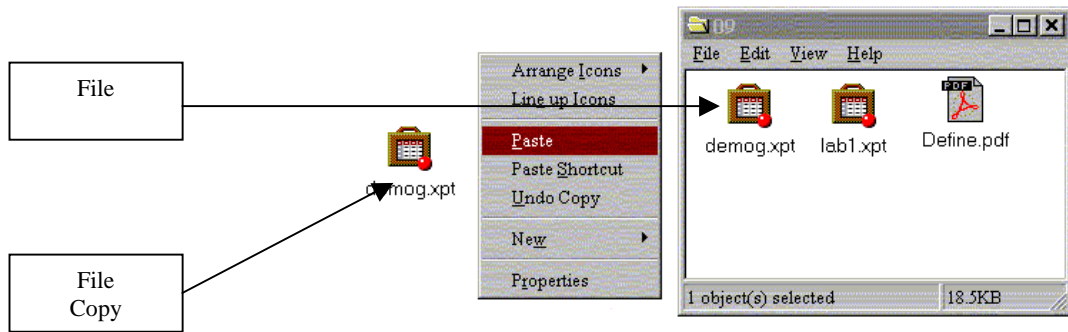 File
File
Copy
demog.xpt
Arrange Icons
Line up Icons
Paste
Paste Shortcut
Undo Copy
New
Properties
09
File Edit View Help
PDF
demog.xpt lab1.xpt Define.pdf
1 object(s) selected 18.5KB